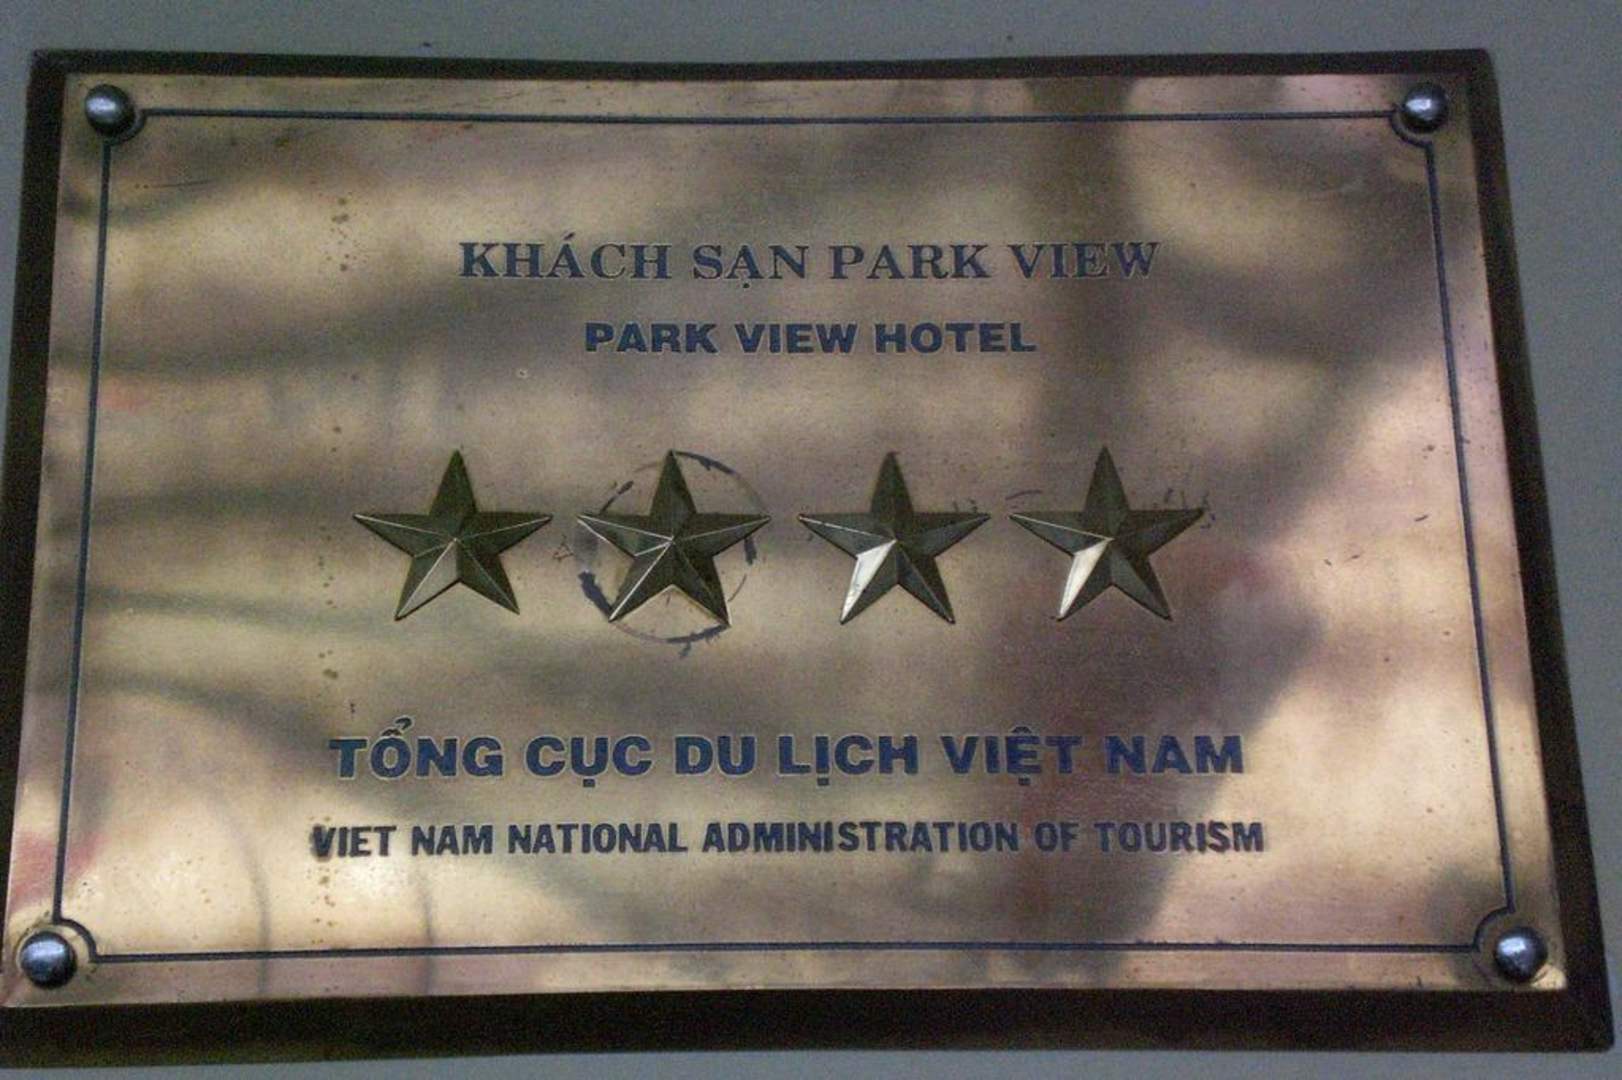 KHÁCH SẠN PARK VIEW
PARK VIEW HOTEL
TỔNG CỤC DU LỊCH VIỆT NAM
VIET NAM NATIONAL ADMINISTRATION OF TOURISM